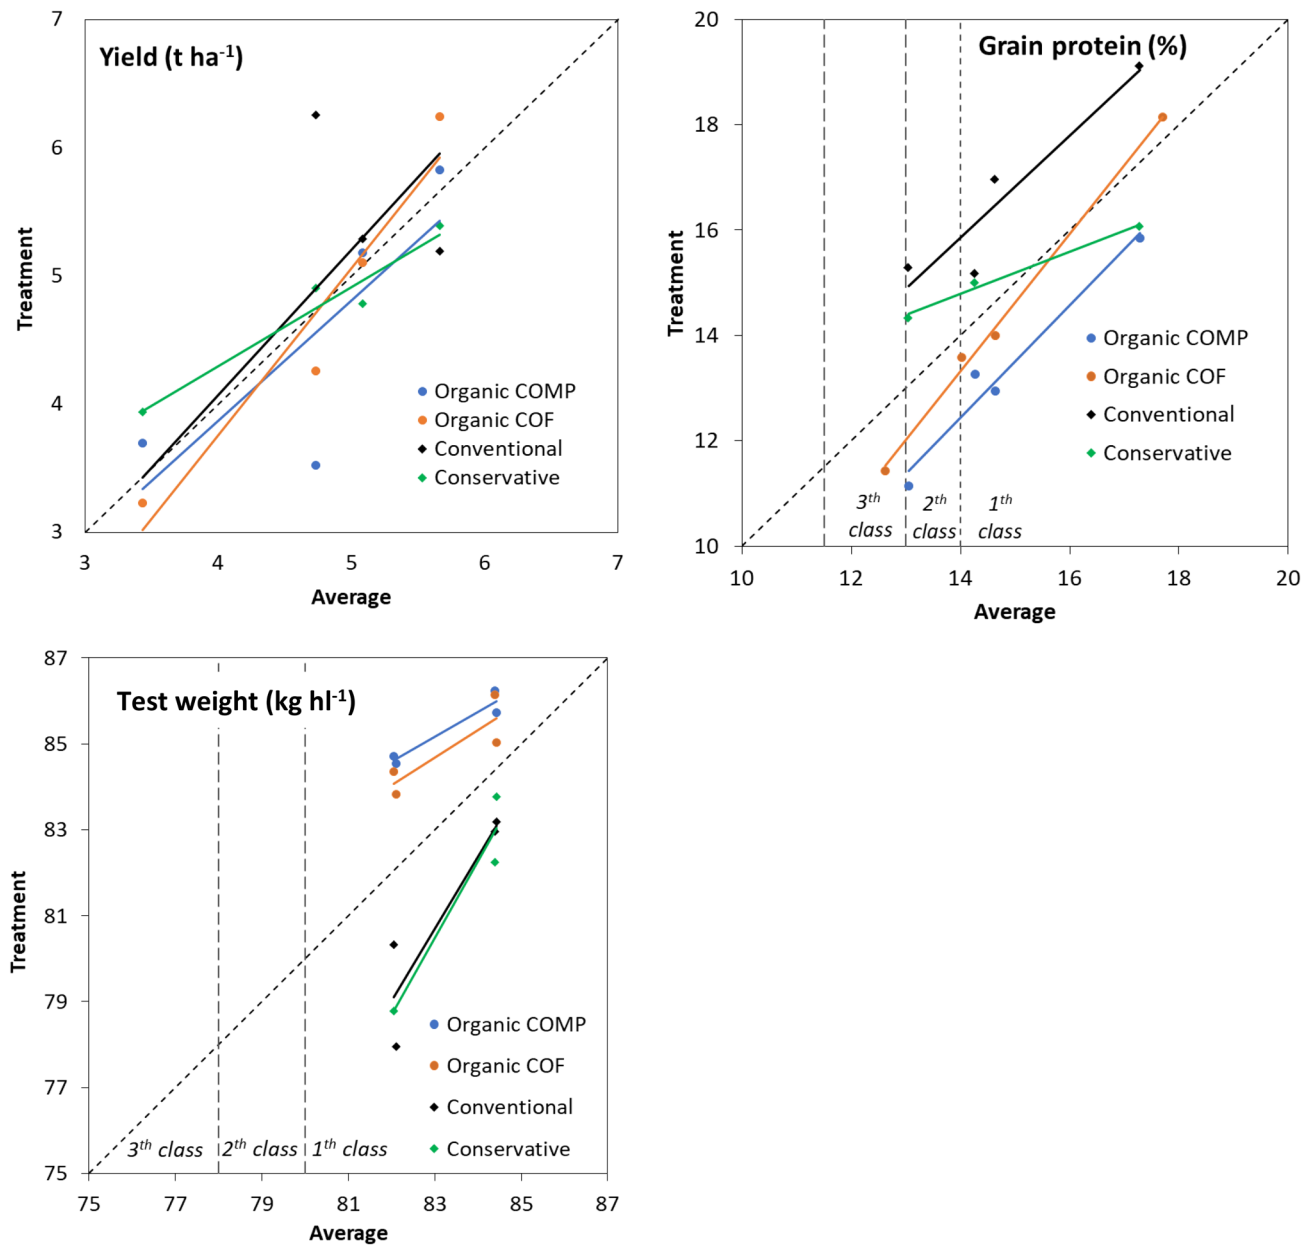 Yield (t ha-1)
7
6
5
4
3
Treatment
Organic COMP
Organic COF
Conventional
Conservative
3 4 5 6 7
Average
Grain protein (%)
20
18
16
14
12
10
Treatment
Organic COMP
Organic COF
Conventional
Conservative
3th class
2th class
1th class
10 12 14 16 18 20
Average
Test weight (kg hl-1)
87
85
83
81
79
77
75
Treatment
Organic COMP
Organic COF
Conventional
Conservative
3th class 2th class 1th class
75 77 79 81 83 85 87
Average